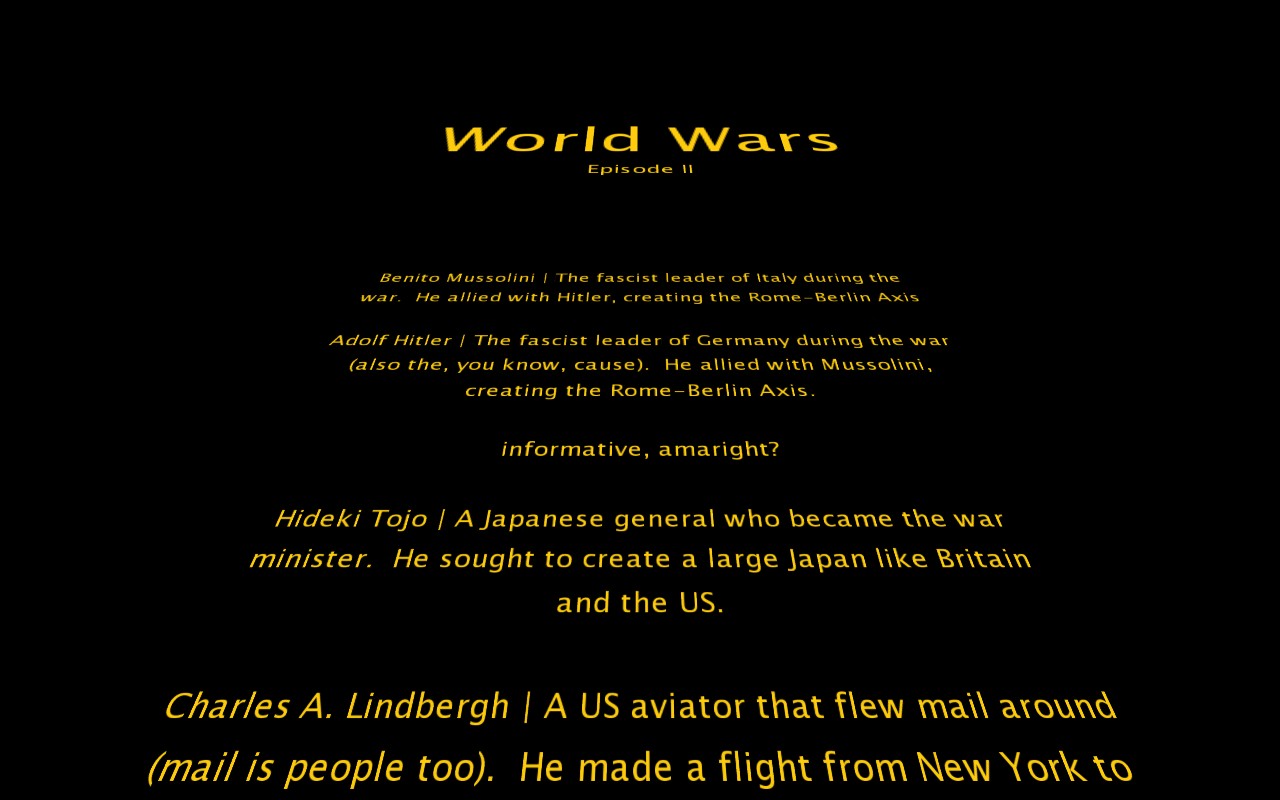 World Wars
Episode II
Benito Mussolini | The fascist leader of Italy during the
war.  He allied with Hitler, creating the Rome-Berlin Axis
Adolf Hitler | The fascist leader of Germany during the war
(also the, you know, cause).  He allied with Mussolini,
creating the Rome-Berlin Axis.
informative, amaright?
Hideki Tojo | A Japanese general who became the war
minister.  He sought to create a large Japan like Britain
and the US.
Charles A. Lindbergh | A US aviator that flew mail around
(mail is people too).  He made a flight from New York to